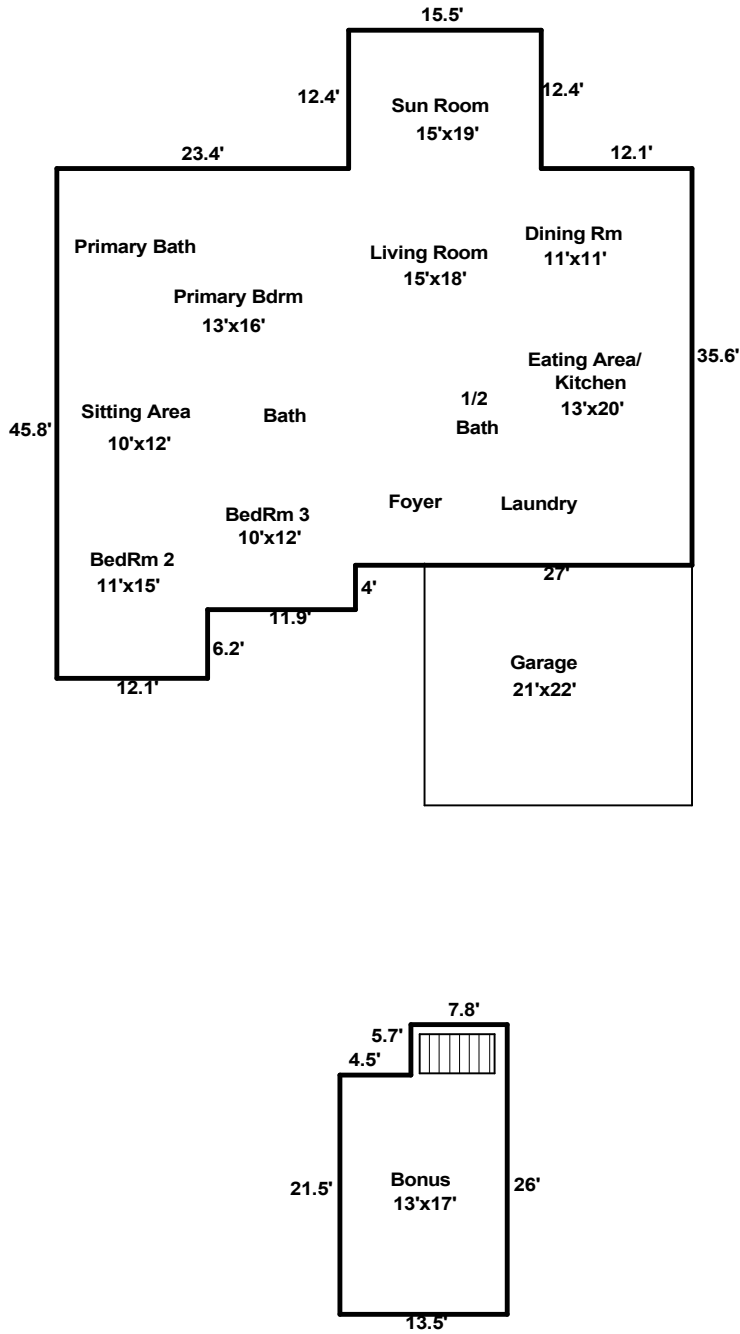 15.5'
12.4'
12.4'
Sun Room
15'x19'
23.4'
12.1'
Primary Bath
Living Room
15'x18'
Dining Rm
11'x11'
Primary Bdrm
13'x16'
35.6'
Eating Area/
Kitchen
13'x20'
45.8'
Sitting Area
10'x12'
Bath
1/2
Bath
Foyer
Laundry
BedRm 3
10'x12'
BedRm 2
11'x15'
4'
27'
11.9'
6.2'
12.1'
Garage
21'x22'
7.8'
5.7'
4.5'
21.5'
Bonus
13'x17'
26'
13.5'